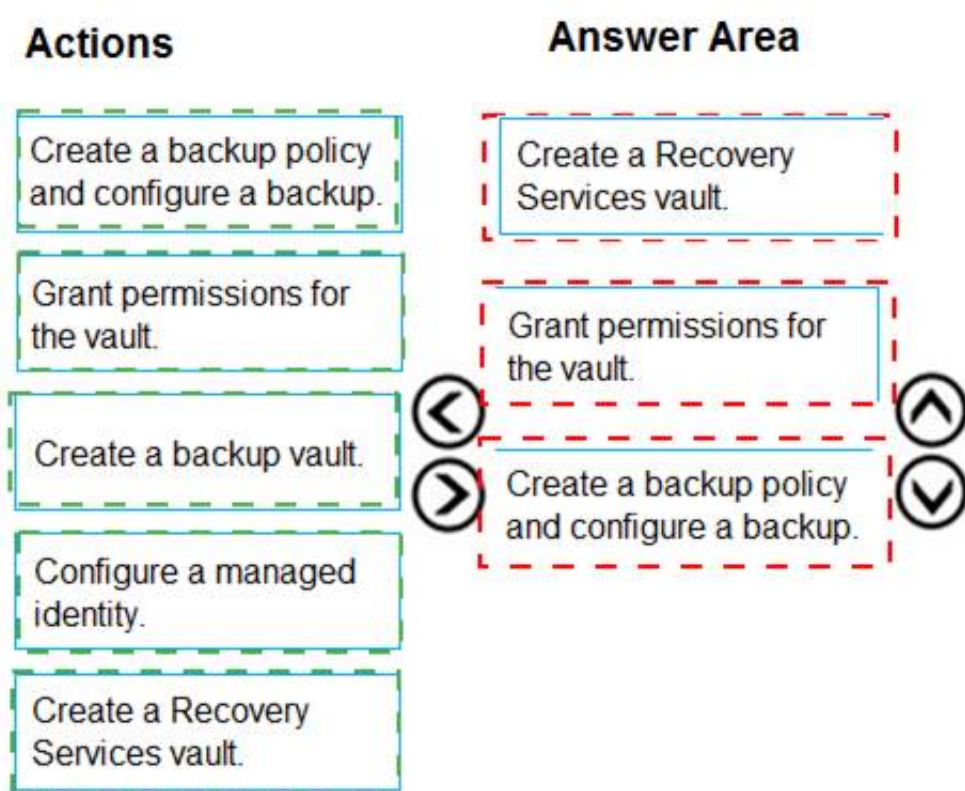 Actions
Create a backup policy
and configure a backup.
Grant permissions for
the vault.
Create a backup vault.
Configure a managed
identity.
Create a Recovery
Services vault.
Answer Area
Create a Recovery
Services vault.
Grant permissions for
the vault.
Create a backup policy
and configure a backup.